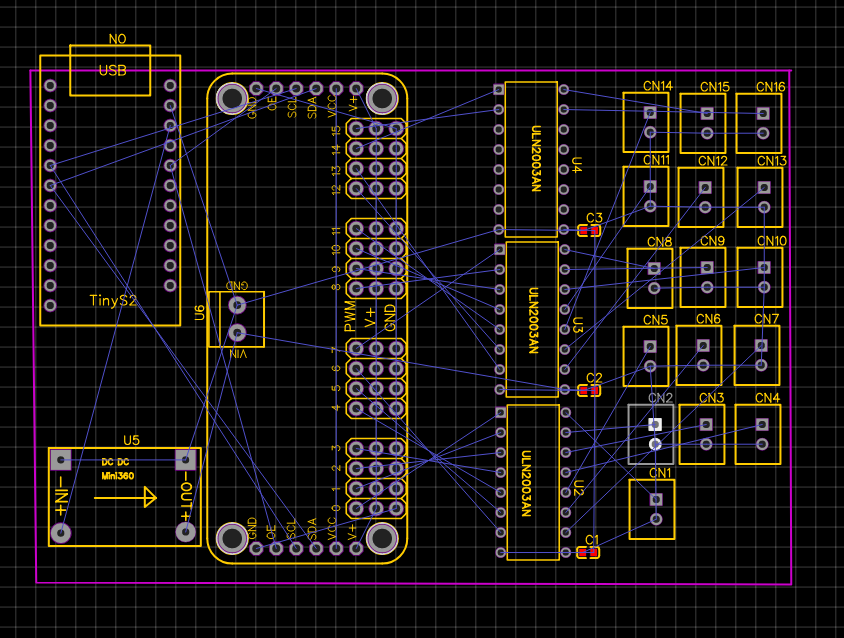 NO
USB
TinyS2
U5
DC DC
Mini360
-IN+
-OUT+
GND
OE
SCL
SDA
VCC
V+
15
14
13
12
11
10
9
8
PWM
V+
GND
7
6
5
4
3
2
1
0
GND
OE
SCL
SDA
VCC
V+
U6
GND
VIN
ULN2003AN
U4
C3
ULN2003AN
U3
C2
ULN2003AN
U2
C1
CN14
CN15
CN16
CN11
CN12
CN13
CN8
CN9
CN10
CN5
CN6
CN7
CN2
CN3
CN4
CN1